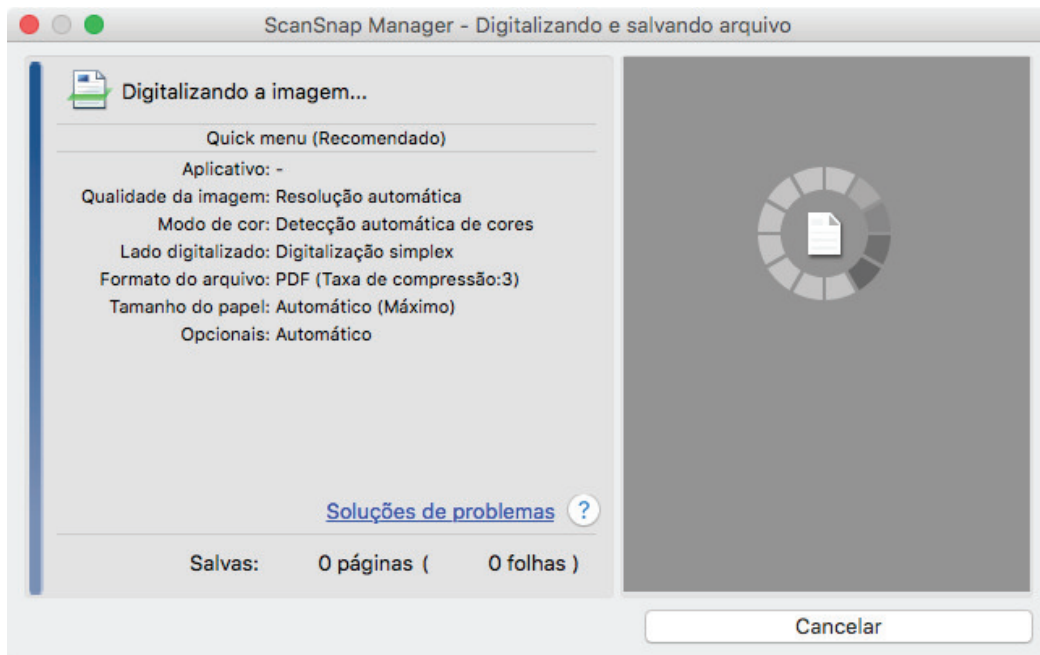 ScanSnap Manager - Digitalizando e salvando arquivo
Digitalizando a imagem...
Quick menu (Recomendado)
Aplicativo: -
Qualidade da imagem: Resolução automática
Modo de cor: Detecção automática de cores
Lado digitalizado: Digitalização simplex
Formato do arquivo: PDF (Taxa de compressão:3)
Tamanho do papel: Automático (Máximo)
Opcionais: Automático
Soluções de problemas ?
Salvas: 0 páginas ( 0 folhas )
Cancelar